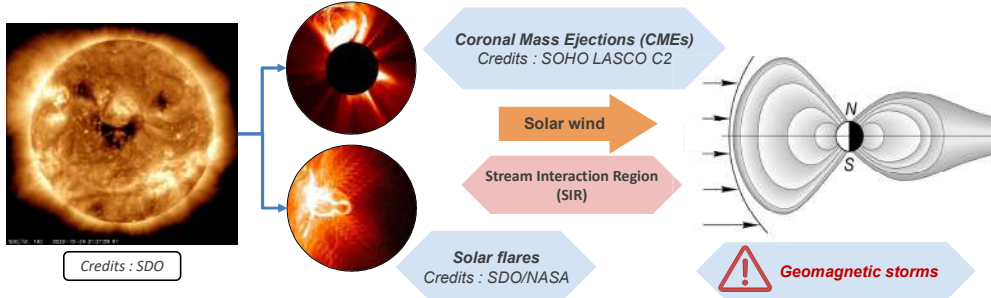 Coronal Mass Ejections (CMEs)
Credits : SOHO LASCO C2
Solar wind
Stream Interaction Region
(SIR)
N
S
Credits : SDO
Solar flares
Credits : SDO/NASA
Geomagnetic storms